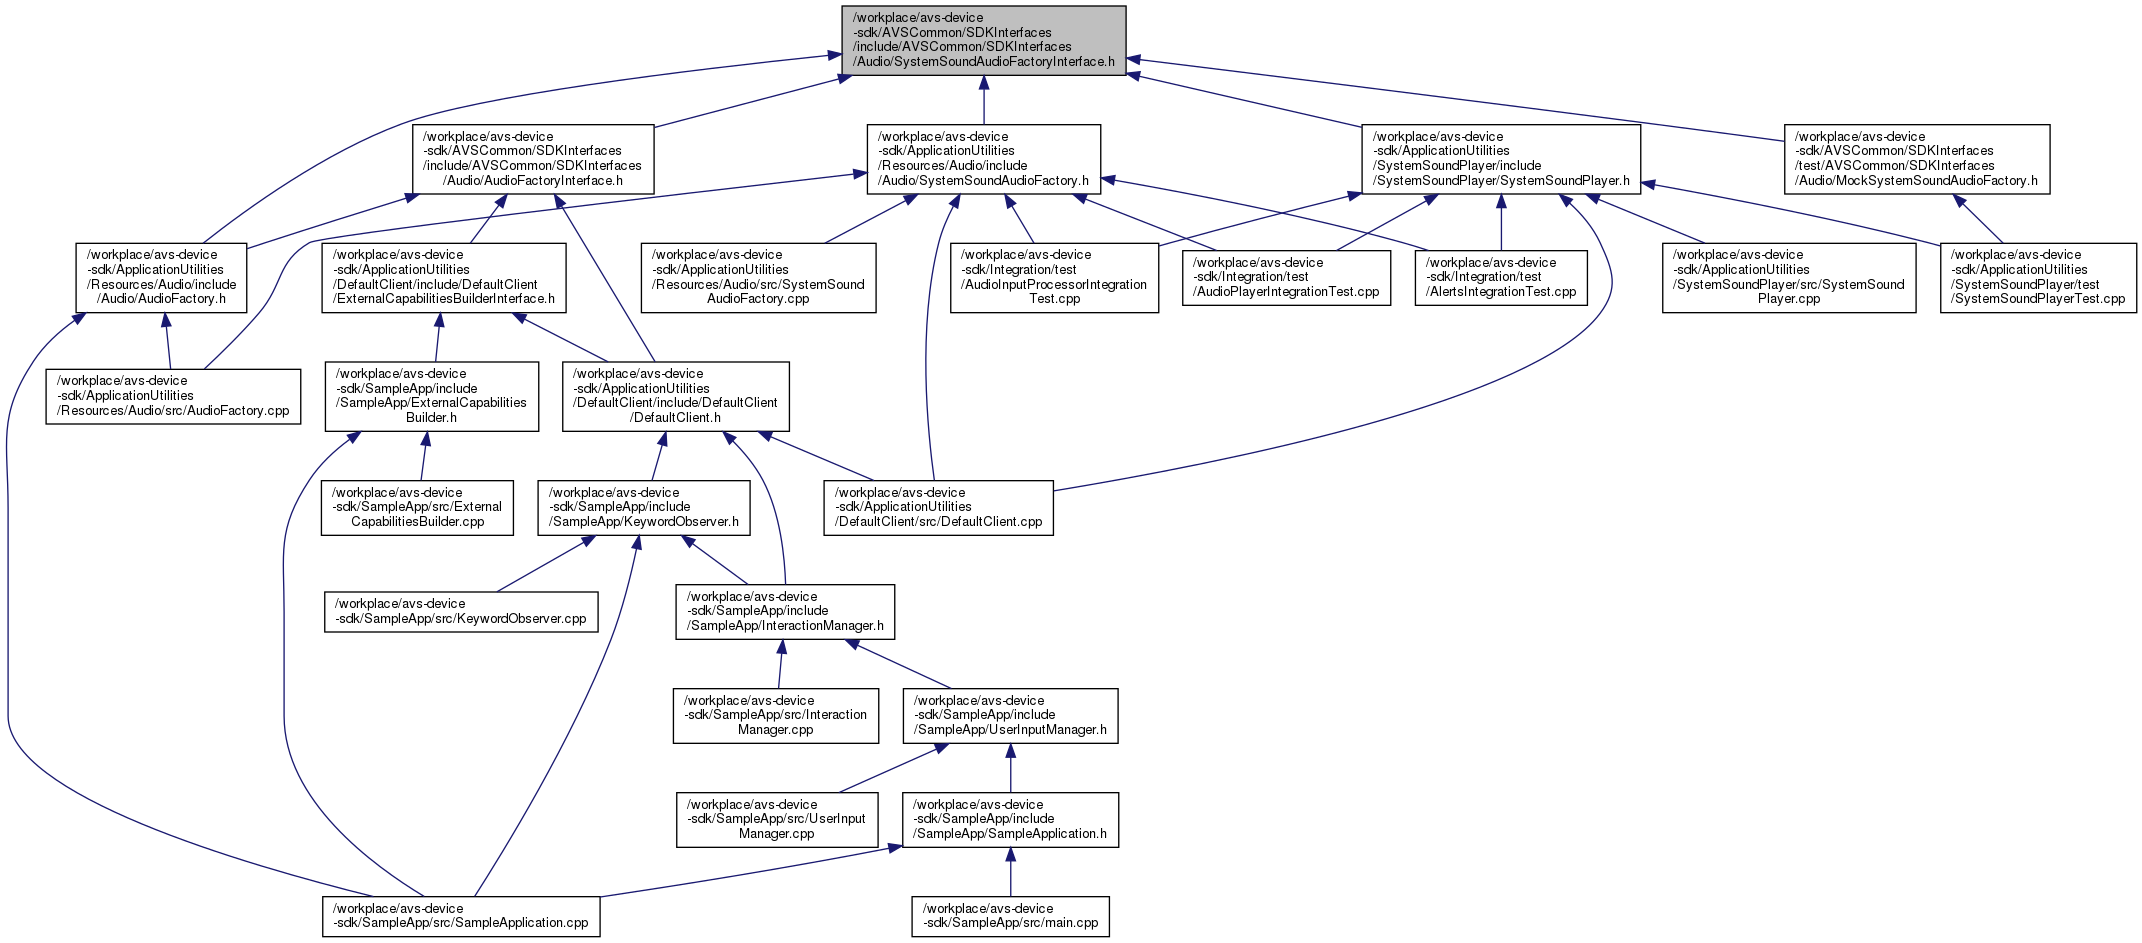 /workplace/avs-device
-sdk/AVSCommon/SDKInterfaces
/include/AVSCommon/SDKInterfaces
/Audio/SystemSoundAudioFactoryInterface.h
/workplace/avs-device
-sdk/AVSCommon/SDKInterfaces
/include/AVSCommon/SDKInterfaces
/Audio/AudioFactoryInterface.h
/workplace/avs-device
-sdk/ApplicationUtilities
/Resources/Audio/include
/Audio/SystemSoundAudioFactory.h
/workplace/avs-device
-sdk/ApplicationUtilities
/SystemSoundPlayer/include
/SystemSoundPlayer/SystemSoundPlayer.h
/workplace/avs-device
-sdk/AVSCommon/SDKInterfaces
/test/AVSCommon/SDKInterfaces
/Audio/MockSystemSoundAudioFactory.h
/workplace/avs-device
-sdk/ApplicationUtilities
/Resources/Audio/include
/Audio/AudioFactory.h
/workplace/avs-device
-sdk/ApplicationUtilities
/DefaultClient/include/DefaultClient
/ExternalCapabilitiesBuilderInterface.h
/workplace/avs-device
-sdk/ApplicationUtilities
/Resources/Audio/src/SystemSound
AudioFactory.cpp
/workplace/avs-device
-sdk/Integration/test
/AudioInputProcessorIntegration
Test.cpp
/workplace/avs-device
-sdk/Integration/test
/AudioPlayerIntegrationTest.cpp
/workplace/avs-device
-sdk/Integration/test
/AlertsIntegrationTest.cpp
/workplace/avs-device
-sdk/ApplicationUtilities
/SystemSoundPlayer/src/SystemSound
Player.cpp
/workplace/avs-device
-sdk/ApplicationUtilities
/SystemSoundPlayer/test
/SystemSoundPlayerTest.cpp
/workplace/avs-device
-sdk/ApplicationUtilities
/Resources/Audio/src/AudioFactory.cpp
/workplace/avs-device
-sdk/SampleApp/include
/SampleApp/ExternalCapabilities
Builder.h
/workplace/avs-device
-sdk/ApplicationUtilities
/DefaultClient/include/DefaultClient
/DefaultClient.h
/workplace/avs-device
-sdk/SampleApp/src/External
CapabilitiesBuilder.cpp
/workplace/avs-device
-sdk/SampleApp/include
/SampleApp/KeywordObserver.h
/workplace/avs-device
-sdk/ApplicationUtilities
/DefaultClient/src/DefaultClient.cpp
/workplace/avs-device
-sdk/SampleApp/src/KeywordObserver.cpp
/workplace/avs-device
-sdk/SampleApp/include
/SampleApp/InteractionManager.h
/workplace/avs-device
-sdk/SampleApp/src/Interaction
Manager.cpp
/workplace/avs-device
-sdk/SampleApp/include
/SampleApp/UserInputManager.h
/workplace/avs-device
-sdk/SampleApp/src/UserInput
Manager.cpp
/workplace/avs-device
-sdk/SampleApp/include
/SampleApp/SampleApplication.h
/workplace/avs-device
-sdk/SampleApp/src/SampleApplication.cpp
/workplace/avs-device
-sdk/SampleApp/src/main.cpp